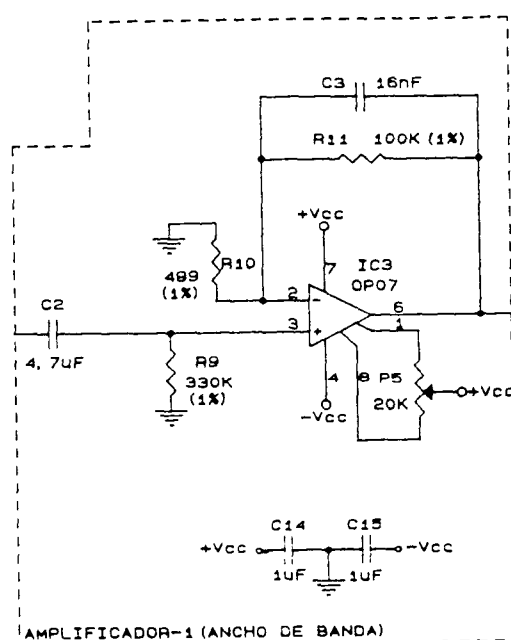 C3 16nF
R11 100K (1%)
+Vcc
7
R10
IC3
OP07
499
(1%)
2 -
6
C2
3 +
1
4,7uF
R9
330K
(1%)
4
8
P5
20K
+Vcc
-Vcc
C14 C15
+Vcc
-Vcc
1uF 1uF
AMPLIFICADOR-1 (ANCHO DE BANDA)